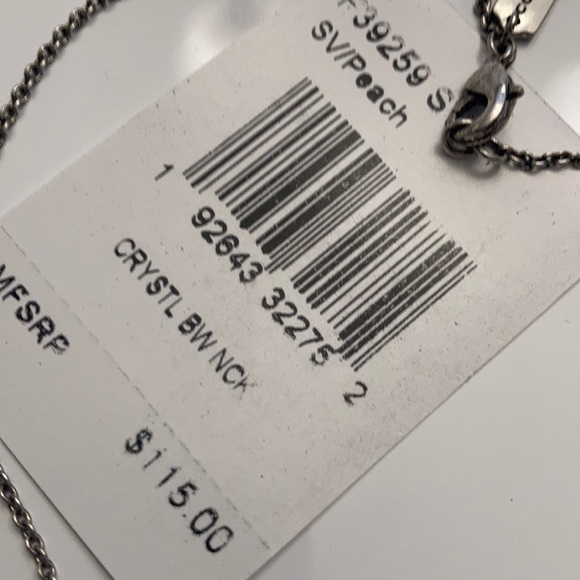 F39259 S
SV/Peach
1 92643 32275 2
CRYSTL BW NCK
MFSRP
$115.00